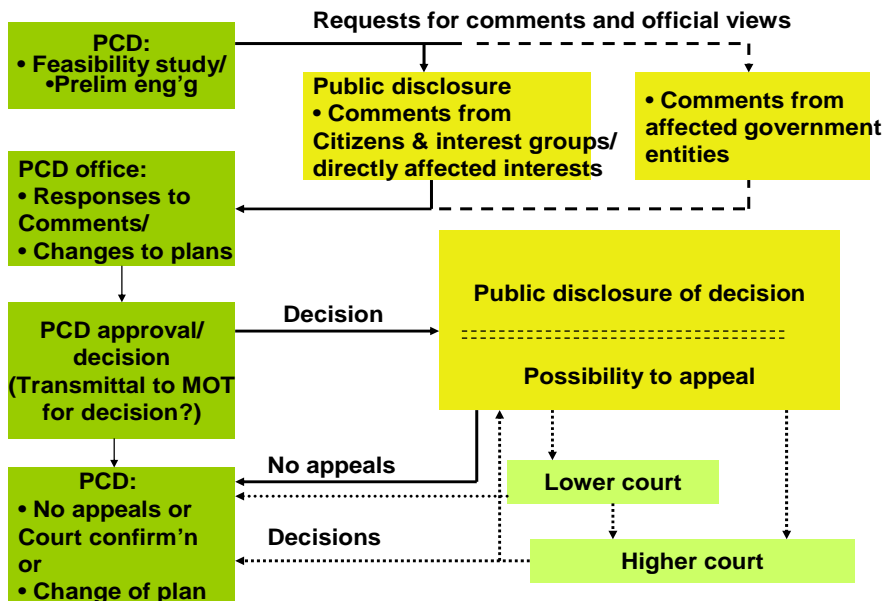 Requests for comments and official views
PCD:
• Feasibility study/
•Prelim eng'g
Public disclosure
• Comments from
Citizens & interest groups/
directly affected interests
• Comments from
affected government
entities
PCD office:
• Responses to
Comments/
• Changes to plans
PCD approval/
decision
(Transmittal to MOT
for decision?)
Decision
Public disclosure of decision
Possibility to appeal
No appeals
Lower court
PCD:
• No appeals or
Court confirm'n
or
• Change of plan
Decisions
Higher court